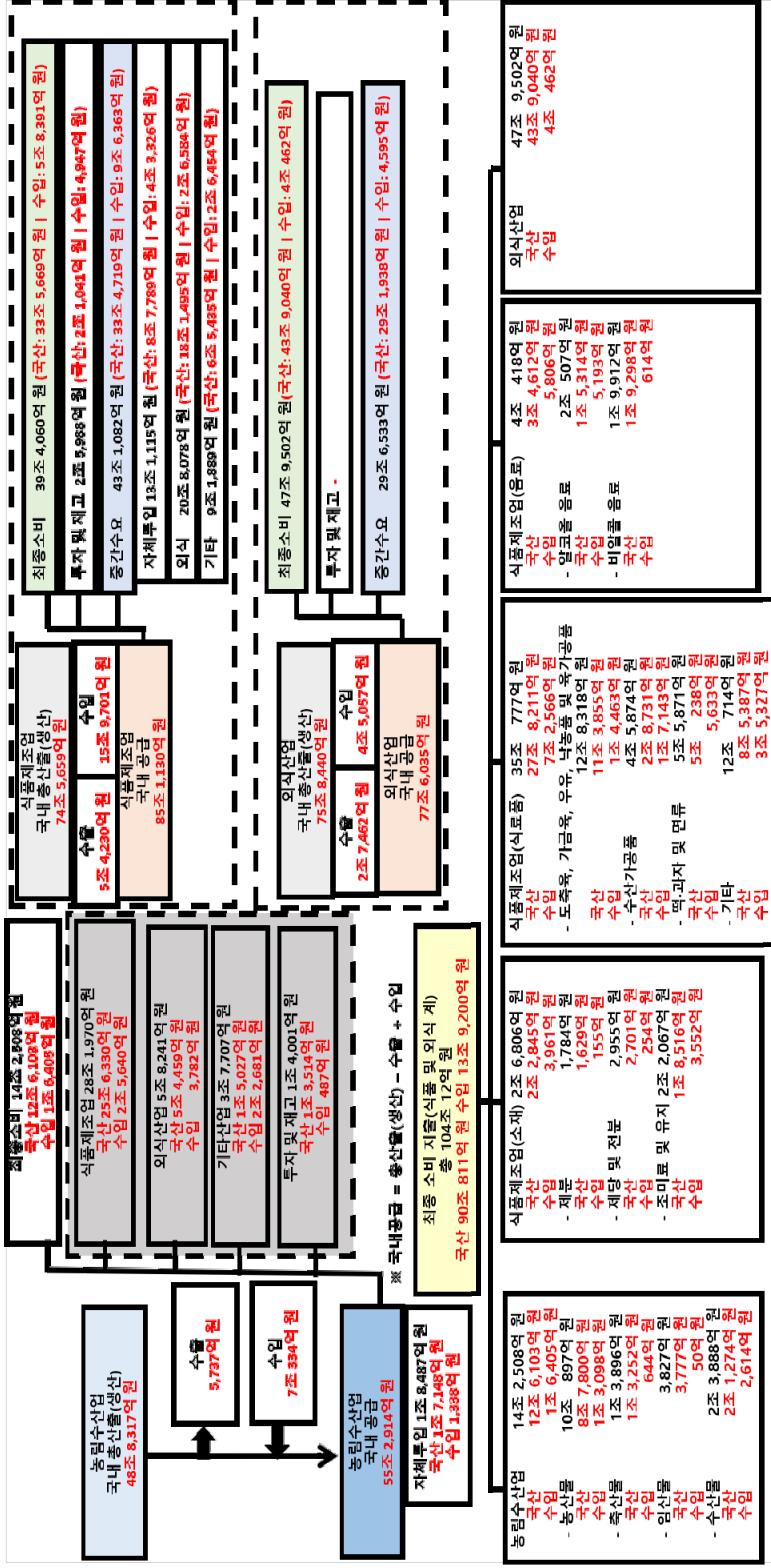 농림수산업
국내 총산출(생산)
48조 8,317억 원
수출
5,737억 원
수입
7조 334억 원
농림수산업
국내 공급
55조 2,914억 원
자체투입 1조 8,487억 원
국산 1조 7,148억 원
수입 1,338억 원
최종소비 14조 2,508억 원
국산 12조 6,103억 원
수입 1조 6,405억 원
식품제조업 28조 1,970억 원
국산 25조 6,330억 원
수입 2조 5,640억 원
외식산업 5조 8,241억 원
국산 5조 4,459억 원
수입 3,782억 원
기타산업 3조 7,707억 원
국산 1조 5,027억 원
수입 2조 2,681억 원
투자 및 재고 1조 4,001억 원
국산 1조 3,514억 원
수입 487억 원
※ 국내공급 = 총산출(생산) - 수출 + 수입
식품제조업
국내 총산출(생산)
74조 5,659억 원
수출
5조 4,230억 원
수입
15조 9,701억 원
식품제조업
국내 공급
85조 1,130억 원
최종소비 39조 4,060억 원 (국산: 33조 5,669억 원 | 수입: 5조 8,391억 원)
투자 및 재고 2조 5,988억 원 (국산: 2조 1,041억 원 | 수입: 4,947억 원)
중간수요 43조 1,082억 원 (국산: 33조 4,719억 원 | 수입: 9조 6,363억 원)
자체투입 13조 1,115억 원 (국산: 8조 7,789억 원 | 수입: 4조 3,326억 원)
외식 20조 8,078억 원 (국산: 18조 1,495억 원 | 수입: 2조 6,584억 원)
기타 9조 1,889억 원 (국산: 6조 5,435억 원 | 수입: 2조 6,454억 원)
외식산업
국내 총산출(생산)
75조 8,440억 원
수출
2조 7,462억 원
수입
4조 5,057억 원
외식산업
국내 공급
77조 6,035억 원
최종소비 47조 9,502억 원(국산: 43조 9,040억 원 | 수입: 4조 462억 원)
투자 및 재고 -
중간수요 29조 6,533억 원 (국산: 29조 1,938억 원 | 수입: 4,595억 원)
최종 소비 지출(식품 및 외식 계)
총 104조 12억 원
국산 90조 811억 원 수입 13조 9,200억 원
농림수산업 14조 2,508억 원
국산 12조 6,103억 원
수입 1조 6,405억 원
- 농산물 10조 897억 원
국산 8조 7,800억 원
수입 1조 3,098억 원
- 축산물 1조 3,896억 원
국산 1조 3,252억 원
수입 644억 원
- 임산물 3,827억 원
국산 3,777억 원
수입 50억 원
- 수산물 2조 3,888억 원
국산 2조 1,274억 원
수입 2,614억 원
식품제조업(소재) 2조 6,806억 원
국산 2조 2,845억 원
수입 3,961억 원
- 제분 1,784억 원
국산 1,629억 원
수입 155억 원
- 제당 및 전분 2,955억 원
국산 2,701억 원
수입 254억 원
- 조미료 및 유지 2조 2,067억 원
국산 1조 8,516억 원
수입 3,552억 원
식품제조업(식료품) 35조 777억 원
국산 27조 8,211억 원
수입 7조 2,566억 원
- 도축육, 가금육, 우유, 낙농품 및 육가공품
12조 8,318억 원
국산 11조 3,855억 원
수입 1조 4,463억 원
- 수산가공품 4조 5,874억 원
국산 2조 8,731억 원
수입 1조 7,143억 원
- 떡·과자 및 면류 5조 5,871억 원
국산 5조 238억 원
수입 5,633억 원
- 기타 12조 714억 원
국산 8조 5,387억 원
수입 3조 5,327억 원
식품제조업(음료) 4조 418억 원
국산 3조 4,612억 원
수입 5,806억 원
- 알코올 음료 2조 507억 원
국산 1조 5,314억 원
수입 5,193억 원
- 비알콜 음료 1조 9,912억 원
국산 1조 9,298억 원
수입 614억 원
외식산업 47조 9,502억 원
국산 43조 9,040억 원
수입 4조 462억 원